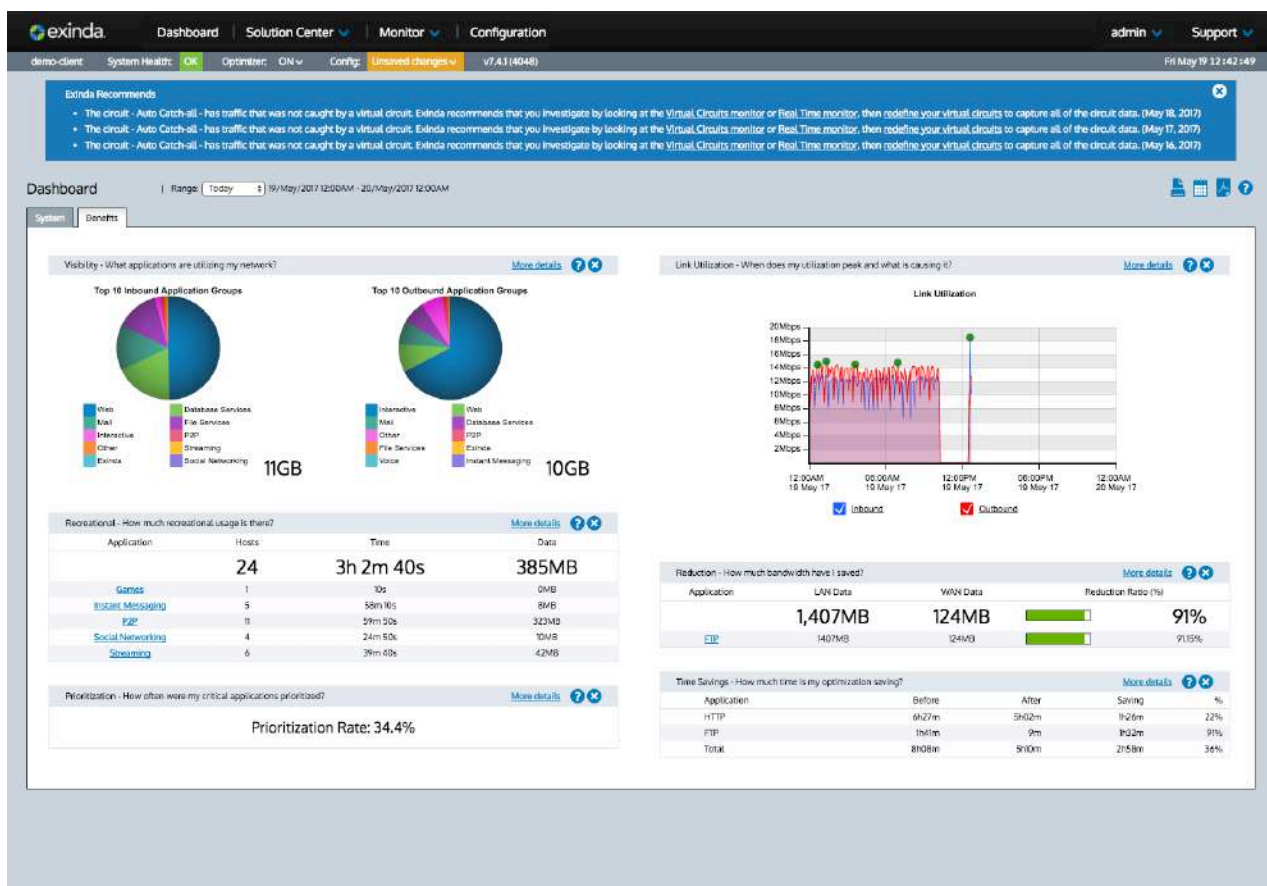 exinda. Dashboard Solution Center Monitor Configuration admin Support
demo-client System Health: OK Optimizer: ON Config: Unsaved changes v7.4.1 (4048) Fri May 19 12:42:49
Exinda Recommends
• The circuit - Auto Catch-all - has traffic that was not caught by a virtual circuit. Exinda recommends that you investigate by looking at the Virtual Circuits monitor or Real Time monitor, then redefine your virtual circuits to capture all of the circuit data. (May 18, 2017)
• The circuit - Auto Catch-all - has traffic that was not caught by a virtual circuit. Exinda recommends that you investigate by looking at the Virtual Circuits monitor or Real Time monitor, then redefine your virtual circuits to capture all of the circuit data. (May 17, 2017)
• The circuit - Auto Catch-all - has traffic that was not caught by a virtual circuit. Exinda recommends that you investigate by looking at the Virtual Circuits monitor or Real Time monitor, then redefine your virtual circuits to capture all of the circuit data. (May 16, 2017)
Dashboard | Range: Today 19/May/2017 12:00AM - 20/May/2017 12:00AM
System Benefits
Visibility - What applications are utilizing my network? More details
Top 10 Inbound Application Groups Top 10 Outbound Application Groups
Web Database Services Interactive Web
Mail File Services Mail Database Services
Interactive P2P Other P2P
Other Streaming File Services Exinda
Exinda Social Networking Voice Instant Messaging
11GB 10GB
Recreational - How much recreational usage is there? More details
Application Hosts Time Data
24 3h 2m 40s 385MB
Games 1 10s 0MB
Instant Messaging 5 58m 10s 8MB
P2P 11 59m 50s 323MB
Social Networking 4 24m 50s 10MB
Streaming 6 39m 40s 42MB
Prioritization - How often were my critical applications prioritized? More details
Prioritization Rate: 34.4%
Link Utilization - When does my utilization peak and what is causing it? More details
Link Utilization
20Mbps
18Mbps
16Mbps
14Mbps
12Mbps
10Mbps
8Mbps
6Mbps
4Mbps
2Mbps
12:00AM 06:00AM 12:00PM 06:00PM 12:00AM
19 May 17 19 May 17 19 May 17 19 May 17 20 May 17
Inbound Outbound
Reduction - How much bandwidth have I saved? More details
Application LAN Data WAN Data Reduction Ratio (%)
1,407MB 124MB 91%
FTP 1407MB 124MB 91.15%
Time Savings - How much time is my optimization saving? More details
Application Before After Saving %
HTTP 6h27m 5h02m 1h26m 22%
FTP 1h41m 9m 1h32m 91%
Total 8h08m 5h10m 2h58m 36%